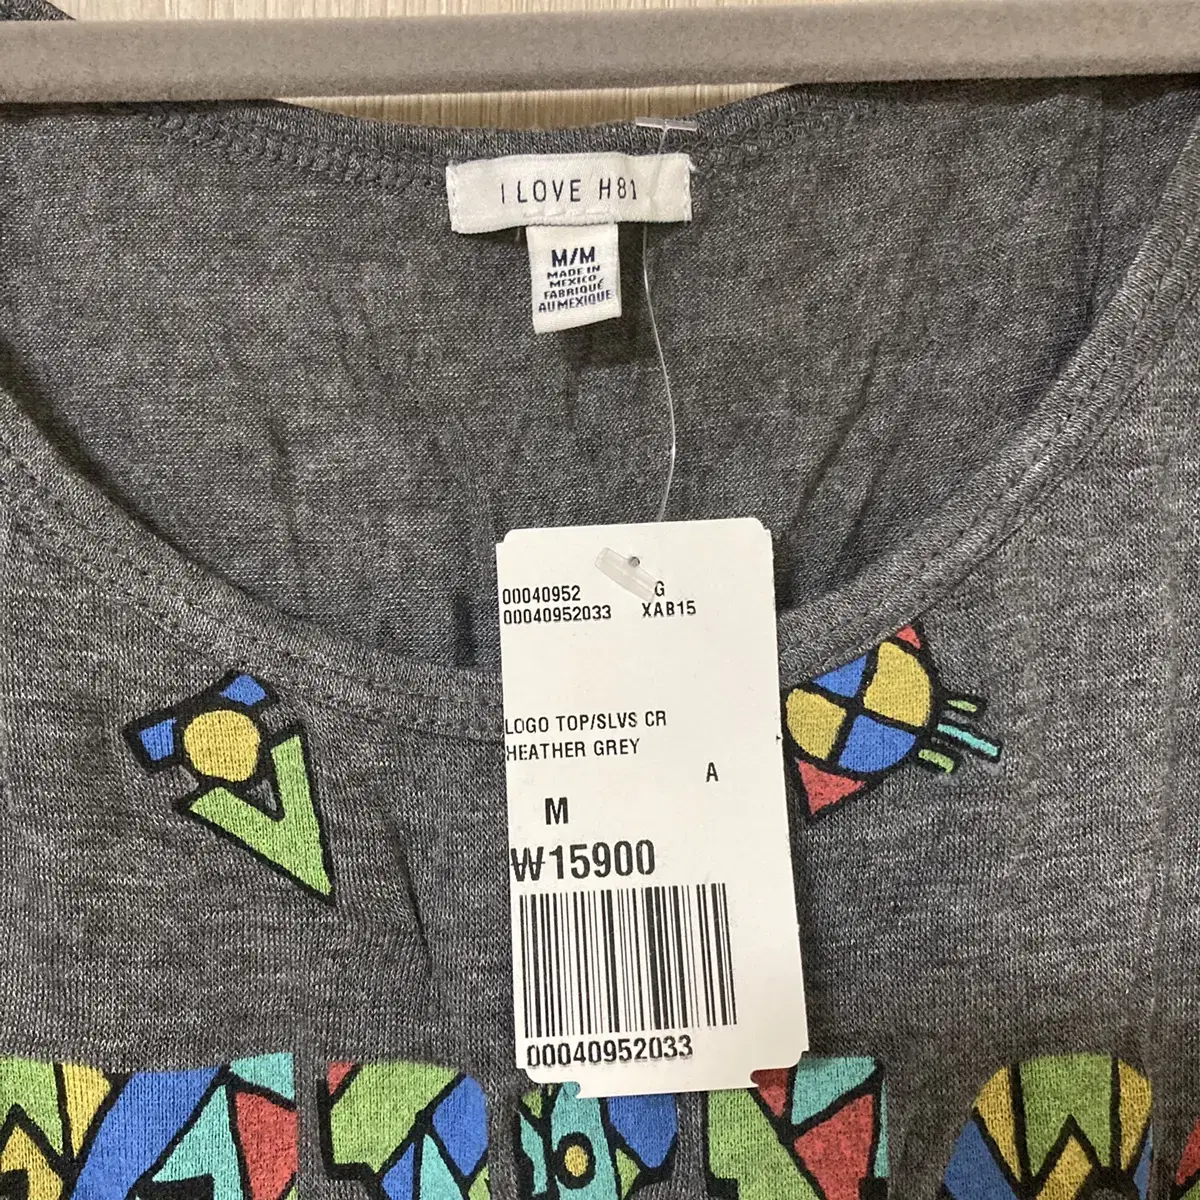 I LOVE H81
M/M
MADE IN
MEXICO
FABRIQUÉ
AU MEXIQUE
00040952 G
00040952033 XAB15
LOGO TOP/SLVS CR
HEATHER GREY
A
M
₩15900
00040952033